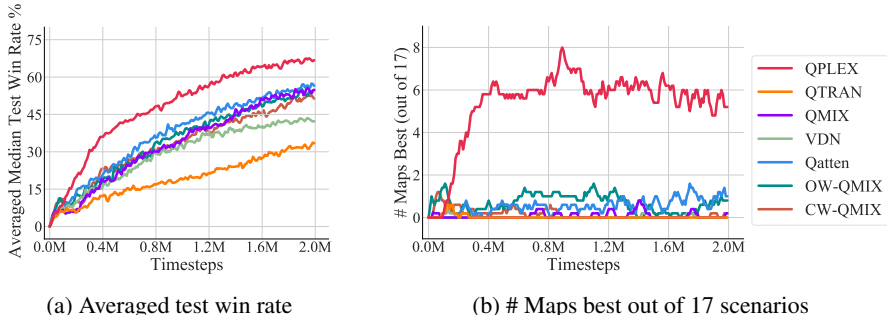 Averaged Median Test Win Rate %
75
60
45
30
15
0
0.0M 0.4M 0.8M 1.2M 1.6M 2.0M
Timesteps
(a) Averaged test win rate
# Maps Best (out of 17)
8
6
4
2
0
0.0M 0.4M 0.8M 1.2M 1.6M 2.0M
Timesteps
(b) # Maps best out of 17 scenarios
QPLEX
QTRAN
QMIX
VDN
Qatten
OW-QMIX
CW-QMIX